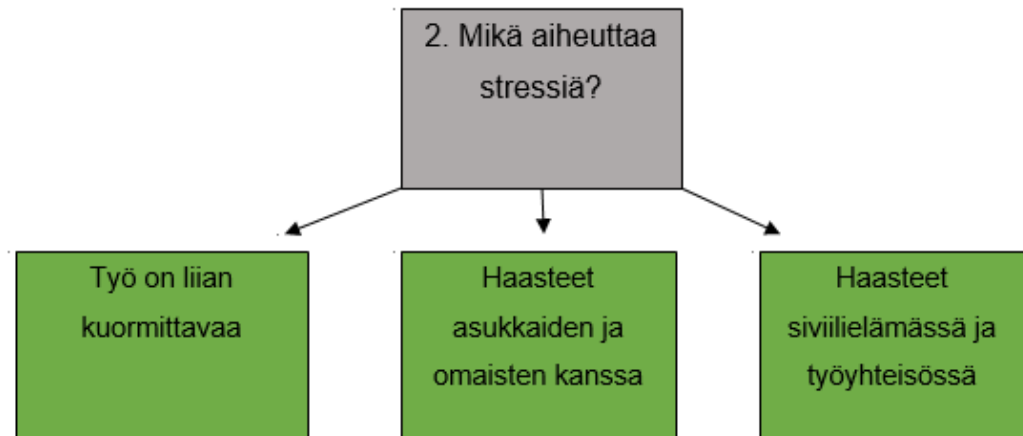 2. Mikä aiheuttaa
stressiä?
Työ on liian
kuormittavaa
Haasteet
asukkaiden ja
omaisten kanssa
Haasteet
siviilielämässä ja
työyhteisössä